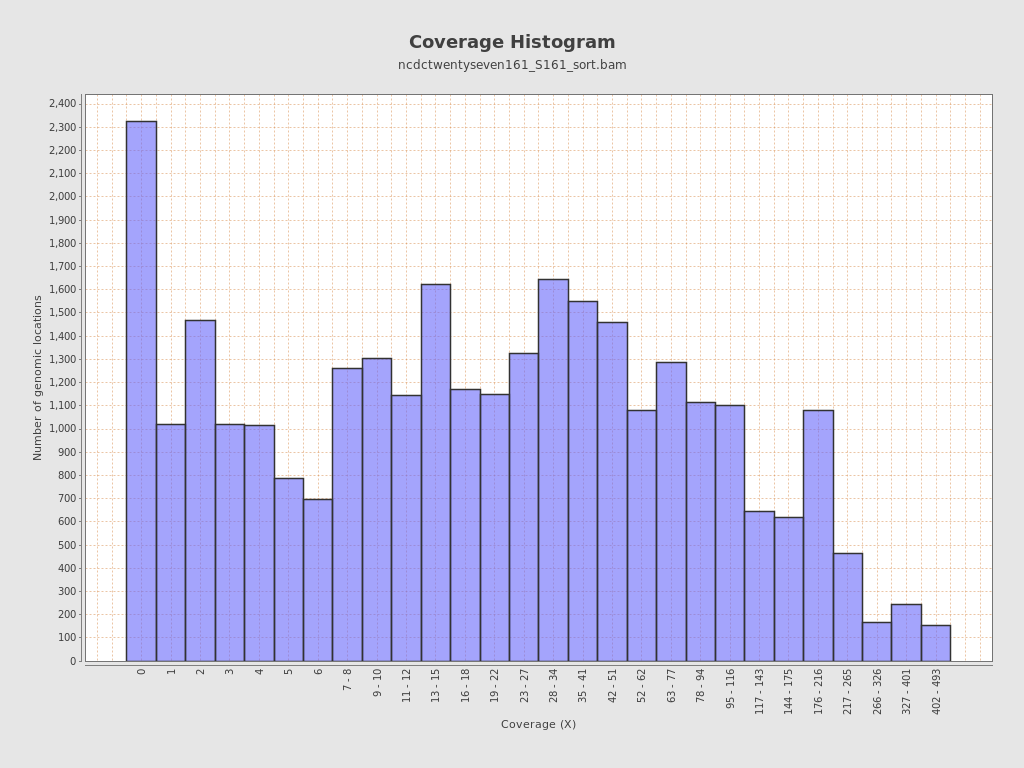 Coverage Histogram
ncdctwentyseven161_S161_sort.bam
Number of genomic locations
2,400
2,300
2,200
2,100
2,000
1,900
1,800
1,700
1,600
1,500
1,400
1,300
1,200
1,100
1,000
900
800
700
600
500
400
300
200
100
0
0
1
2
3
4
5
6
7 - 8
9 - 10
11 - 12
13 - 15
16 - 18
19 - 22
23 - 27
28 - 34
35 - 41
42 - 51
52 - 62
63 - 77
78 - 94
95 - 116
117 - 143
144 - 175
176 - 216
217 - 265
266 - 326
327 - 401
402 - 493
Coverage (X)